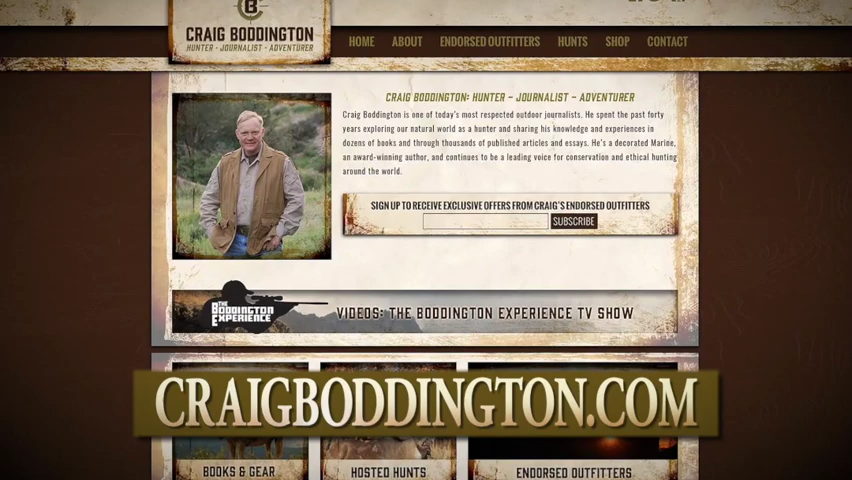 CRAIG BODDINGTON
HUNTER - JOURNALIST - ADVENTURER
HOME ABOUT ENDORSED OUTFITTERS HUNTS SHOP CONTACT
CRAIG BODDINGTON: HUNTER – JOURNALIST – ADVENTURER
Craig Boddington is one of today's most respected outdoor journalists. He spent the past forty
years exploring our natural world as a hunter and sharing his knowledge and experiences in
dozens of books and through thousands of published articles and essays. He's a decorated Marine,
an award-winning author, and continues to be a leading voice for conservation and ethical hunting
around the world.
SIGN UP TO RECEIVE EXCLUSIVE OFFERS FROM CRAIG'S ENDORSED OUTFITTERS
SUBSCRIBE
THE
BODDINGTON
EXPERIENCE
VIDEOS: THE BODDINGTON EXPERIENCE TV SHOW
CRAIGBODDINGTON.COM
BOOKS & GEAR HOSTED HUNTS ENDORSED OUTFITTERS